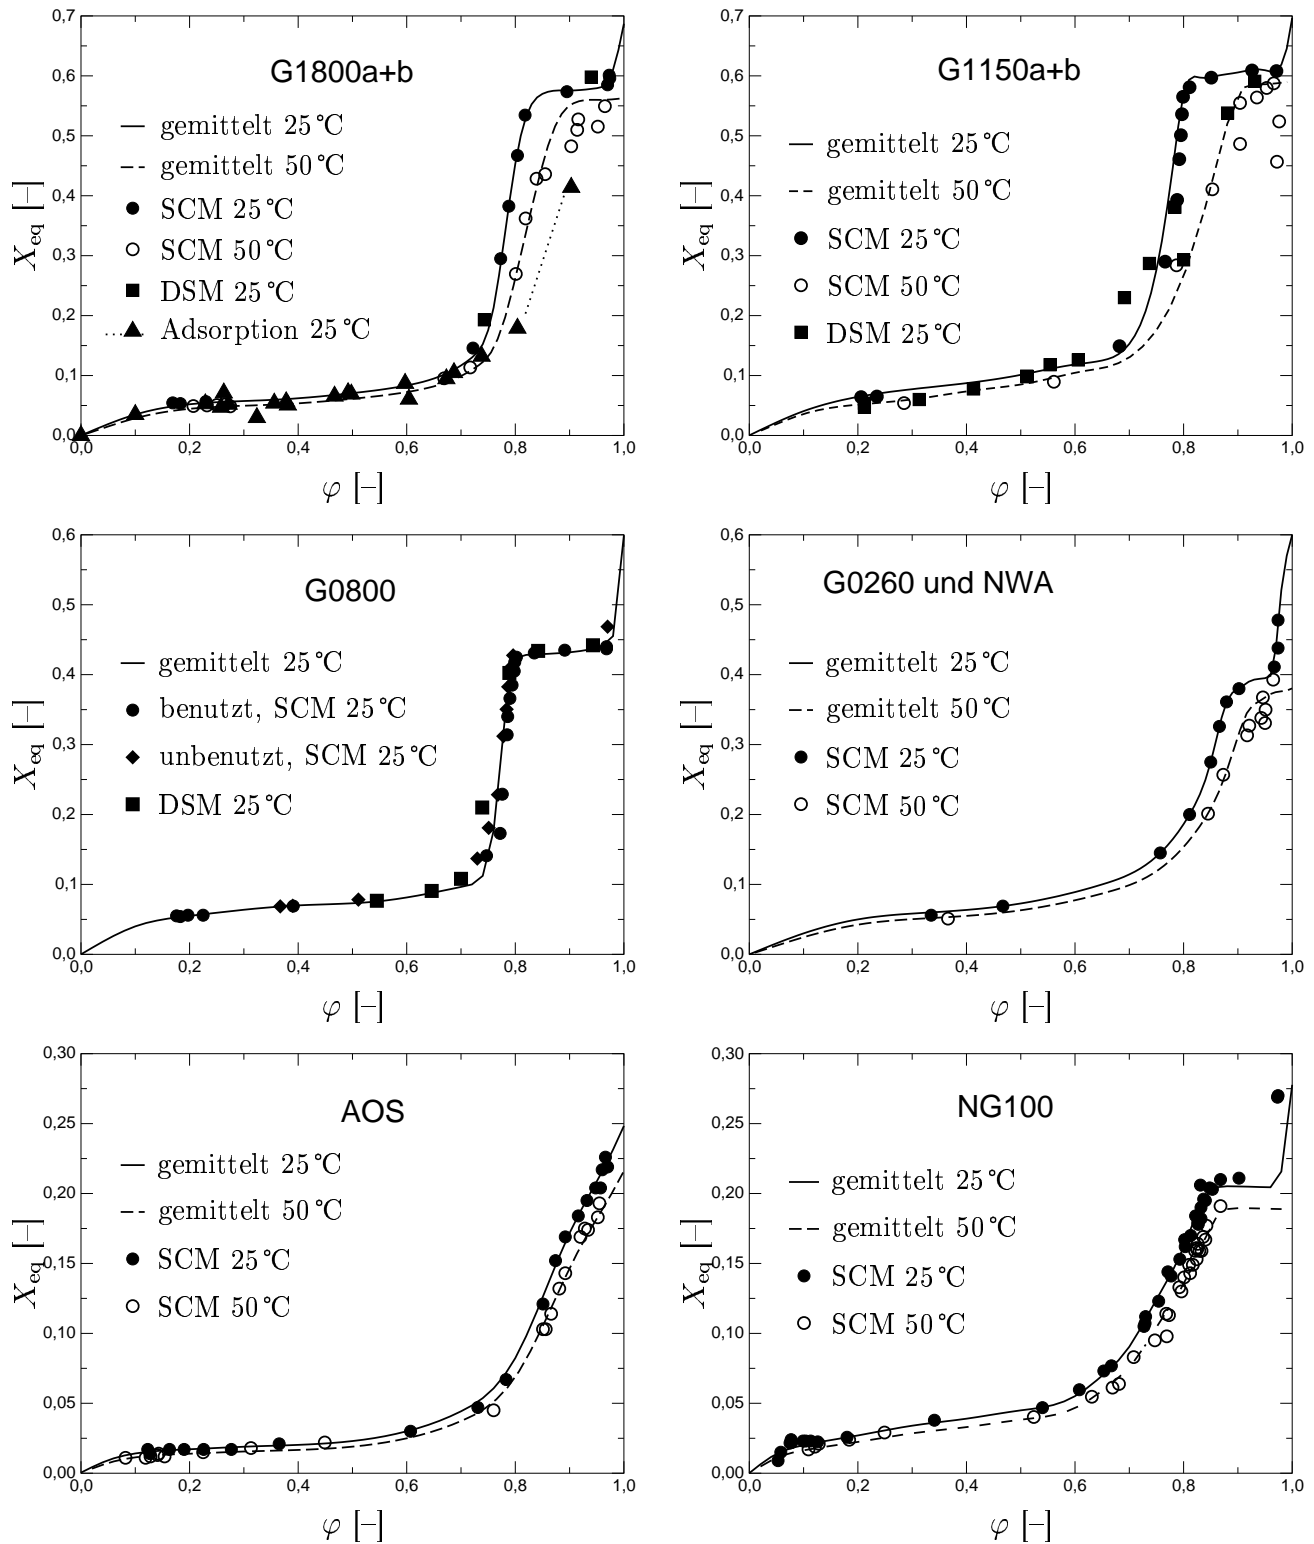 G1800a+b
gemittelt 25°C
gemittelt 50°C
SCM 25°C
SCM 50°C
DSM 25°C
Adsorption 25°C
X_eq [–]
0,7
0,6
0,5
0,4
0,3
0,2
0,1
0,0
0,0 0,2 0,4 0,6 0,8 1,0
φ [–]
G1150a+b
gemittelt 25°C
gemittelt 50°C
SCM 25°C
SCM 50°C
DSM 25°C
X_eq [–]
0,7
0,6
0,5
0,4
0,3
0,2
0,1
0,0
0,0 0,2 0,4 0,6 0,8 1,0
φ [–]
G0800
gemittelt 25°C
benutzt, SCM 25°C
unbenutzt, SCM 25°C
DSM 25°C
X_eq [–]
0,6
0,5
0,4
0,3
0,2
0,1
0,0
0,0 0,2 0,4 0,6 0,8 1,0
φ [–]
G0260 und NWA
gemittelt 25°C
gemittelt 50°C
SCM 25°C
SCM 50°C
X_eq [–]
0,6
0,5
0,4
0,3
0,2
0,1
0,0
0,0 0,2 0,4 0,6 0,8 1,0
φ [–]
AOS
gemittelt 25°C
gemittelt 50°C
SCM 25°C
SCM 50°C
X_eq [–]
0,30
0,25
0,20
0,15
0,10
0,05
0,00
0,0 0,2 0,4 0,6 0,8 1,0
φ [–]
NG100
gemittelt 25°C
gemittelt 50°C
SCM 25°C
SCM 50°C
X_eq [–]
0,30
0,25
0,20
0,15
0,10
0,05
0,00
0,0 0,2 0,4 0,6 0,8 1,0
φ [–]